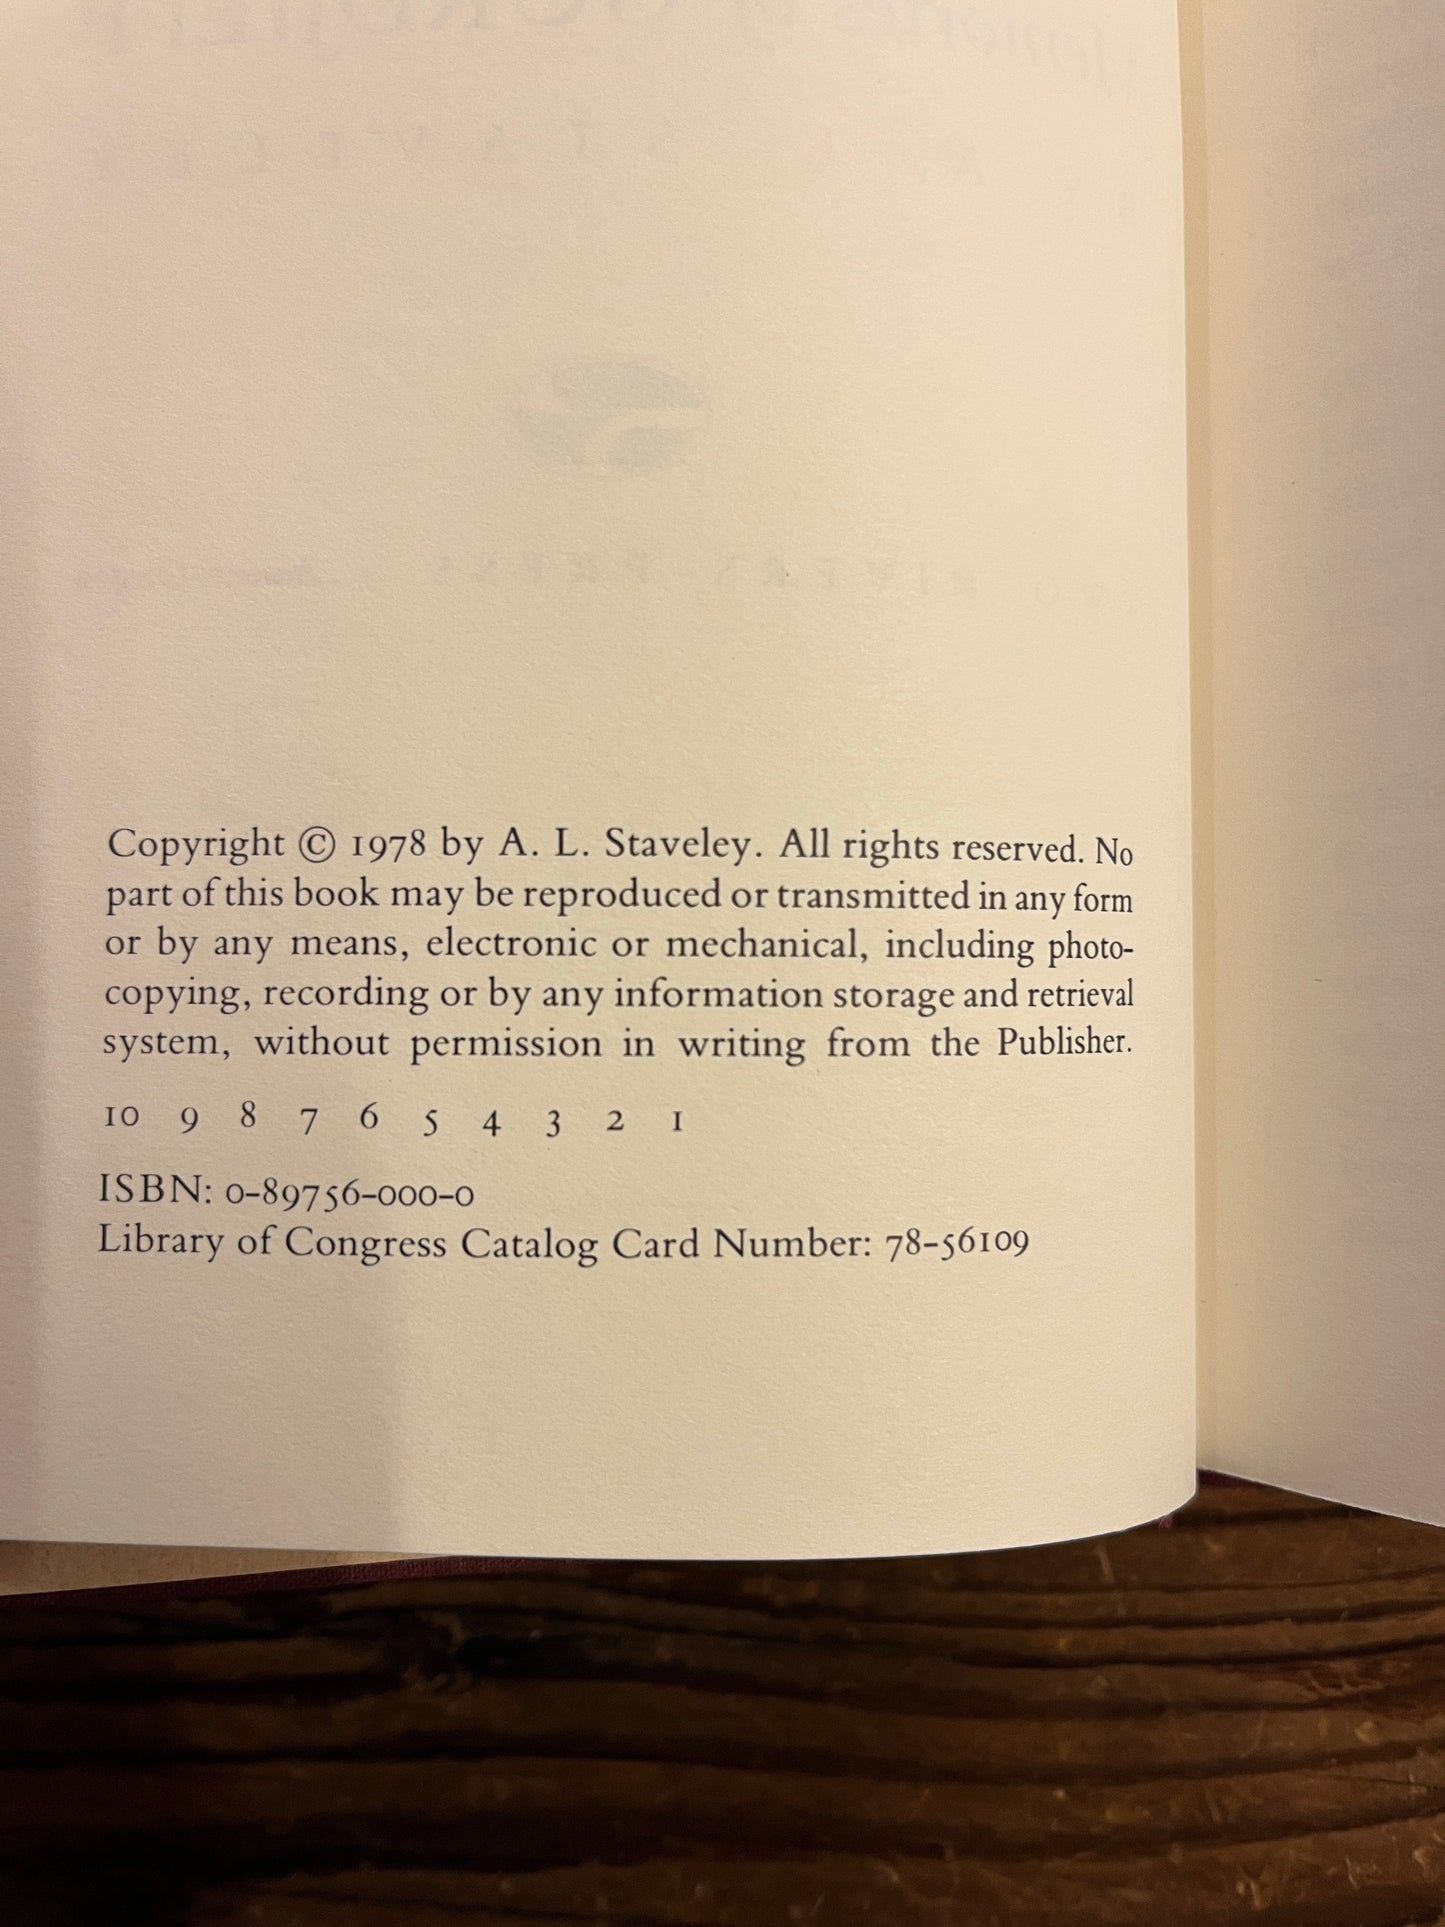 Copyright © 1978 by A. L. Staveley. All rights reserved. No
part of this book may be reproduced or transmitted in any form
or by any means, electronic or mechanical, including photo-
copying, recording or by any information storage and retrieval
system, without permission in writing from the Publisher.
10 9 8 7 6 5 4 3 2 1
ISBN: 0-89756-000-0
Library of Congress Catalog Card Number: 78-56109